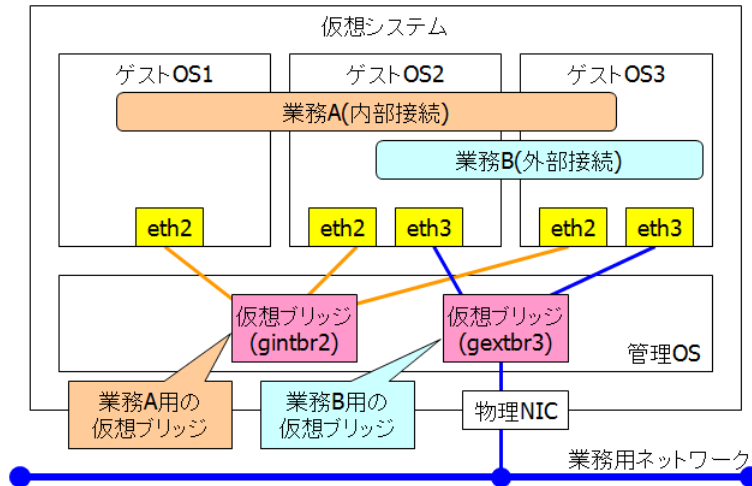 仮想システム
ゲストOS1
ゲストOS2
ゲストOS3
業務A(内部接続)
業務B(外部接続)
eth2
eth2
eth3
eth2
eth3
仮想ブリッジ
(gintbr2)
仮想ブリッジ
(gextbr3)
管理OS
業務A用の
仮想ブリッジ
業務B用の
仮想ブリッジ
物理NIC
業務用ネットワーク